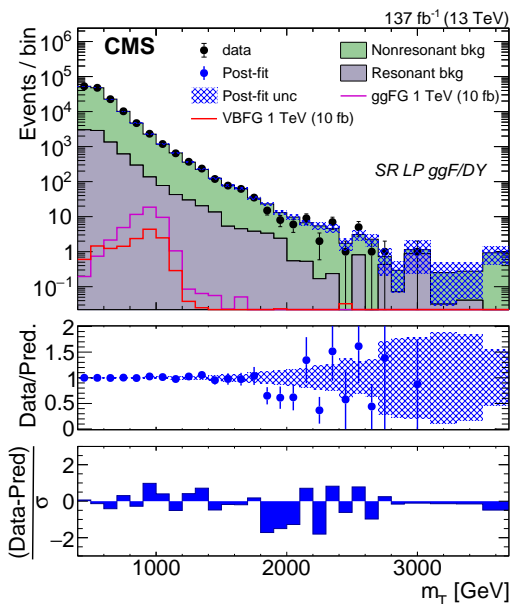 137 fb⁻¹ (13 TeV)
CMS
data
Nonresonant bkg
Post-fit
Resonant bkg
Post-fit unc
ggFG 1 TeV (10 fb)
VBFG 1 TeV (10 fb)
SR LP ggF/DY
Events / bin
10⁶
10⁵
10⁴
10³
10²
10
1
10⁻¹
Data/Pred.
2
1.5
1
0.5
0
(Data-Pred)
σ
2
0
−2
1000
2000
3000
m_T [GeV]